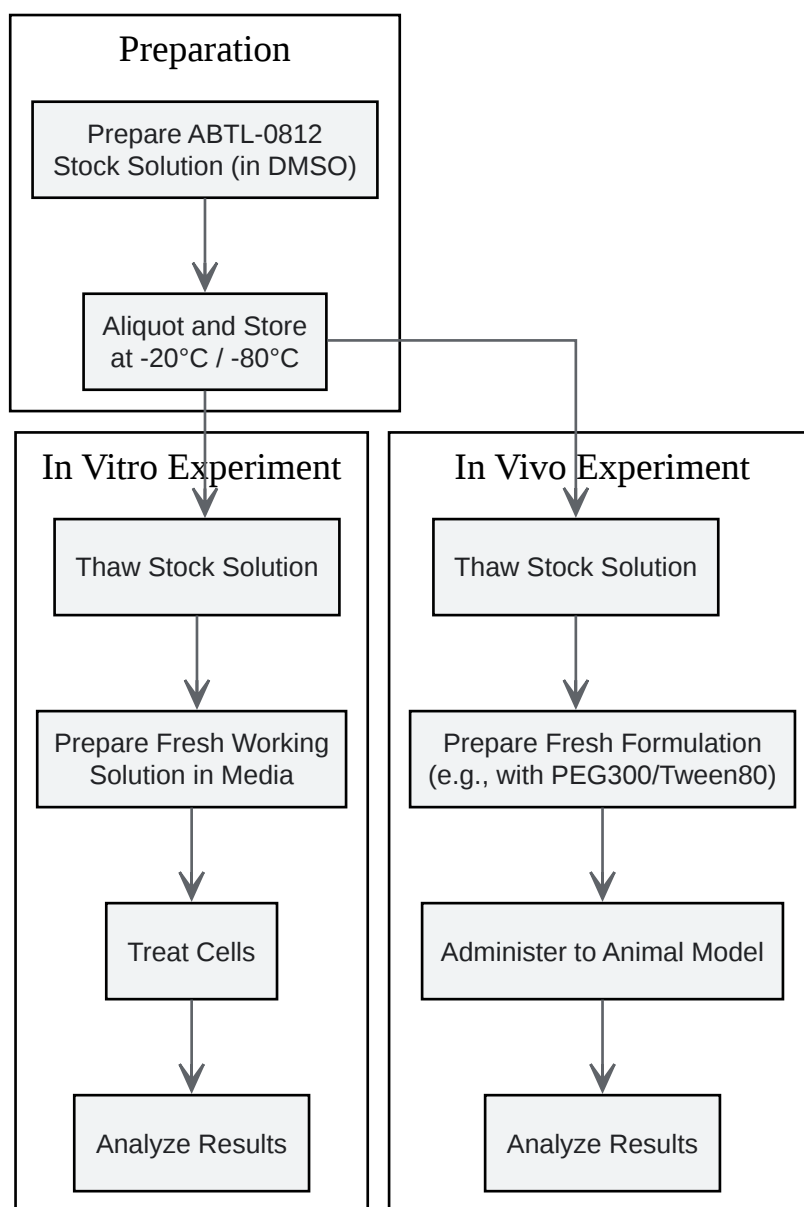 Preparation
Prepare ABTL-0812
Stock Solution (in DMSO)
Aliquot and Store
at -20°C / -80°C
In Vitro Experiment
Thaw Stock Solution
Prepare Fresh Working
Solution in Media
Treat Cells
Analyze Results
In Vivo Experiment
Thaw Stock Solution
Prepare Fresh Formulation
(e.g., with PEG300/Tween80)
Administer to Animal Model
Analyze Results